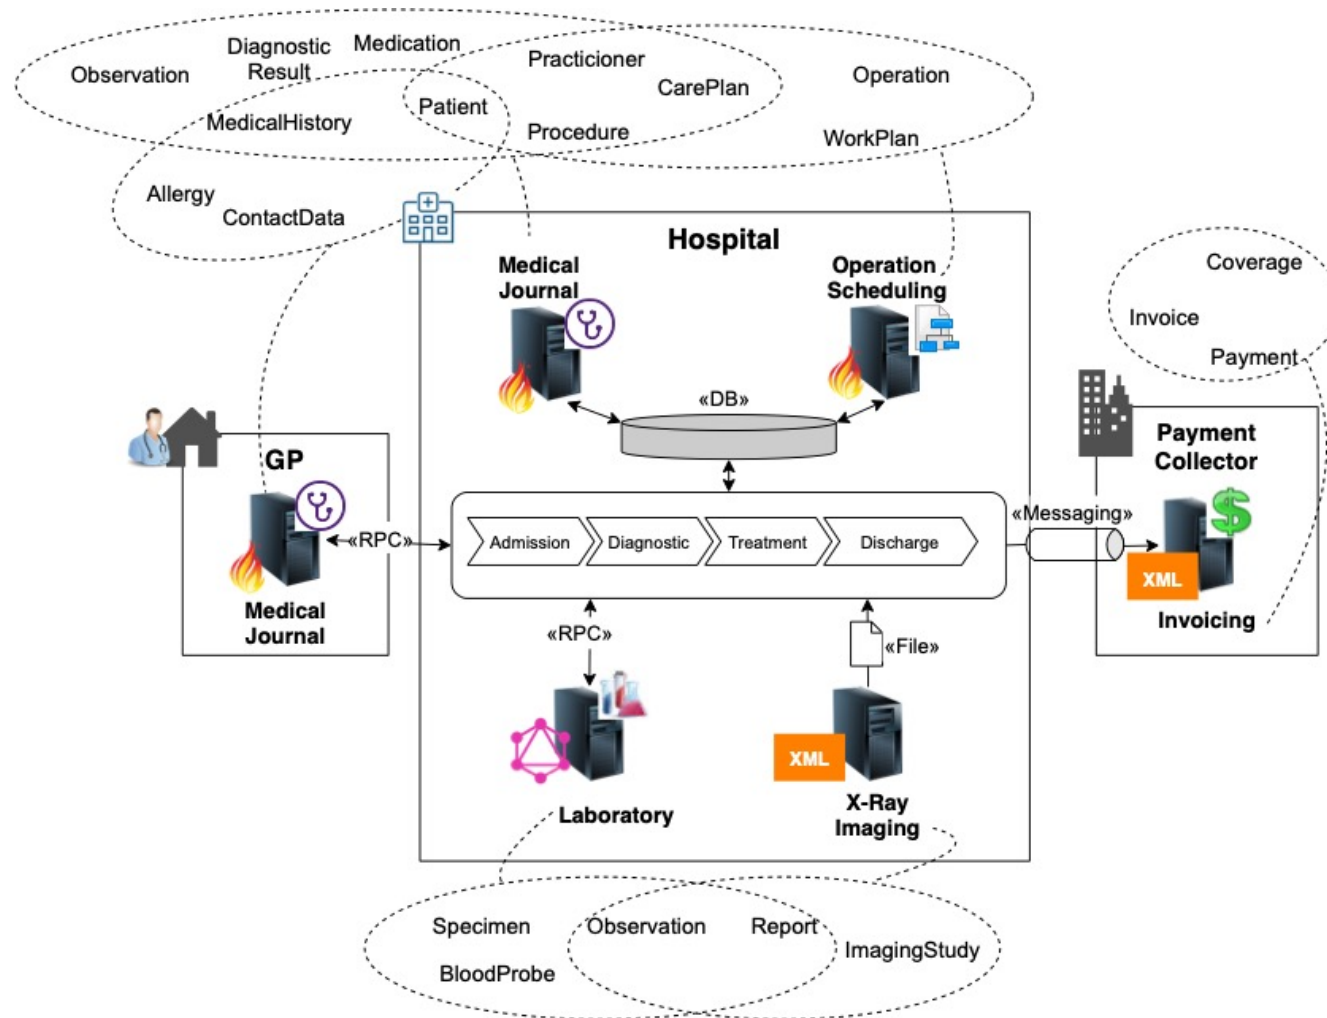 Diagnostic
Result
Medication
Observation
Practicioner
CarePlan
Operation
Patient
MedicalHistory
Procedure
WorkPlan
Allergy
ContactData
Hospital
Medical
Journal
Operation
Scheduling
Coverage
Invoice
Payment
«DB»
GP
Payment
Collector
«RPC»
Medical
Journal
Admission
Diagnostic
Treatment
Discharge
«Messaging»
$
XML
Invoicing
«RPC»
«File»
XML
Laboratory
X-Ray
Imaging
Specimen
Observation
Report
ImagingStudy
BloodProbe